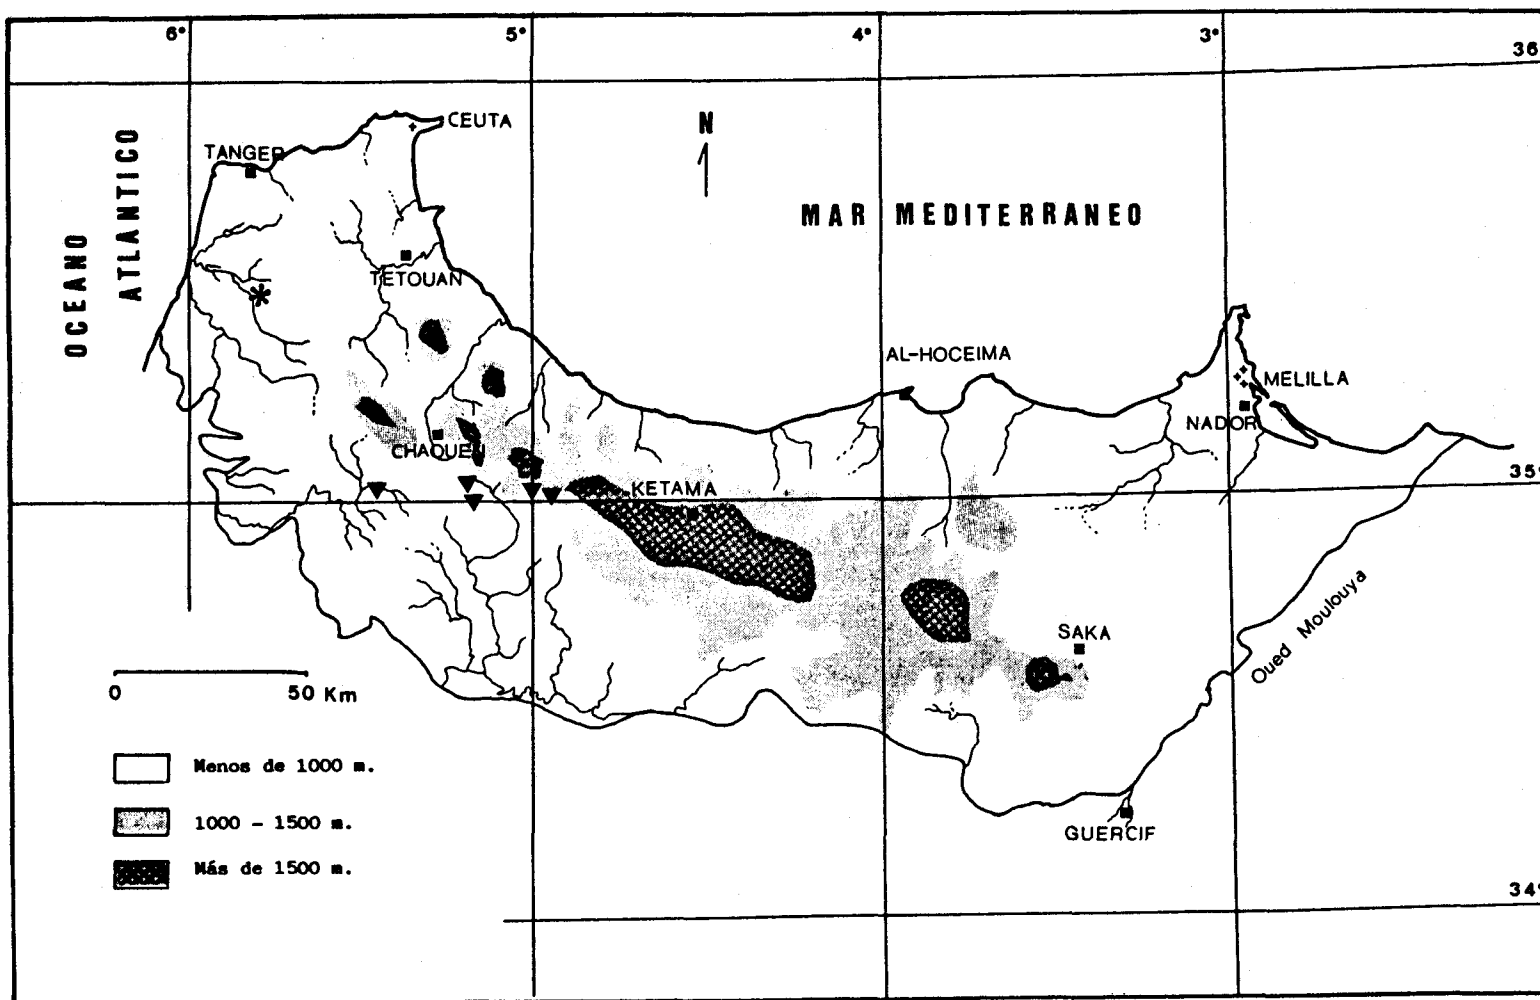 6°
5°
4°
3°
36
CEUTA
N
TANGER
OCEANO
ATLANTICO
MAR MEDITERRANEO
TETOUAN
AL-HOCEIMA
MELILLA
NADOR
CHAOUEN
35°
KETAMA
SAKA
Oued Moulouya
0 50 Km
Menos de 1000 m.
1000 - 1500 m.
Más de 1500 m.
GUERCIF
34°